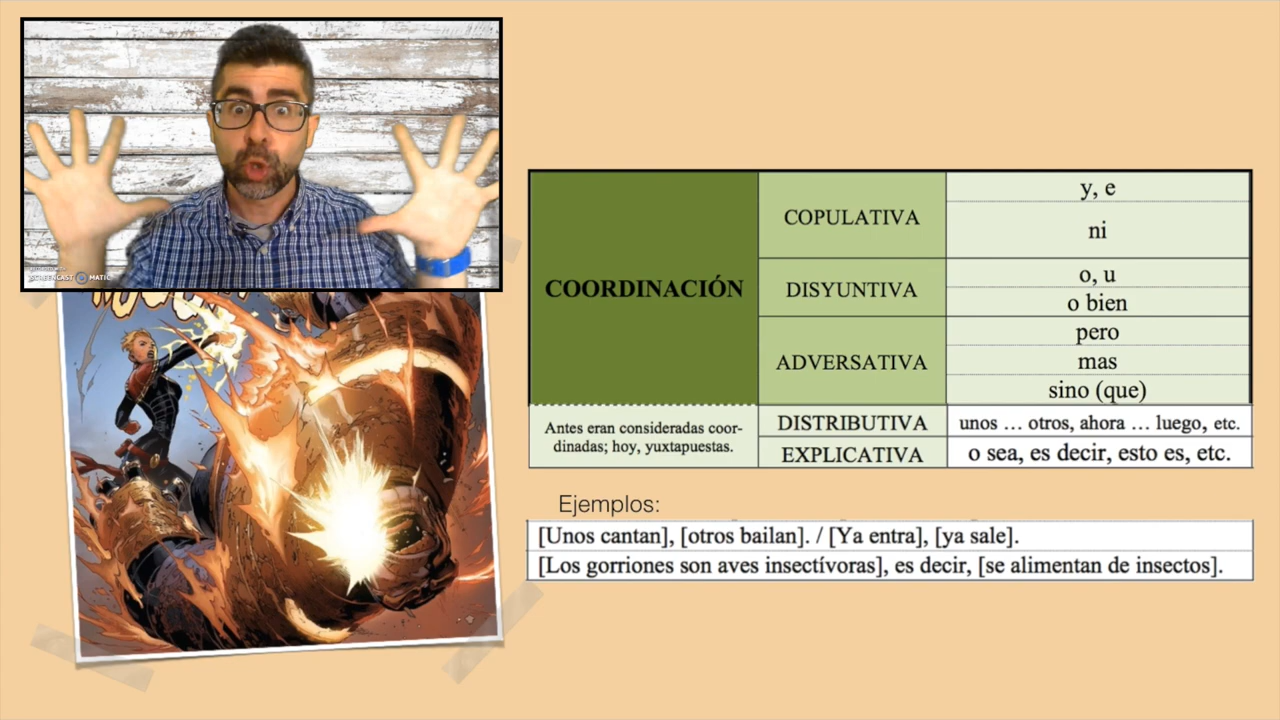 SCREENCAST MATIC
COORDINACIÓN
COPULATIVA
y, e
ni
DISYUNTIVA
o, u
o bien
ADVERSATIVA
pero
mas
sino (que)
Antes eran consideradas coor-
dinadas; hoy, yuxtapuestas.
DISTRIBUTIVA
unos … otros, ahora … luego, etc.
EXPLICATIVA
o sea, es decir, esto es, etc.
Ejemplos:
[Unos cantan], [otros bailan]. / [Ya entra], [ya sale].
[Los gorriones son aves insectívoras], es decir, [se alimentan de insectos].